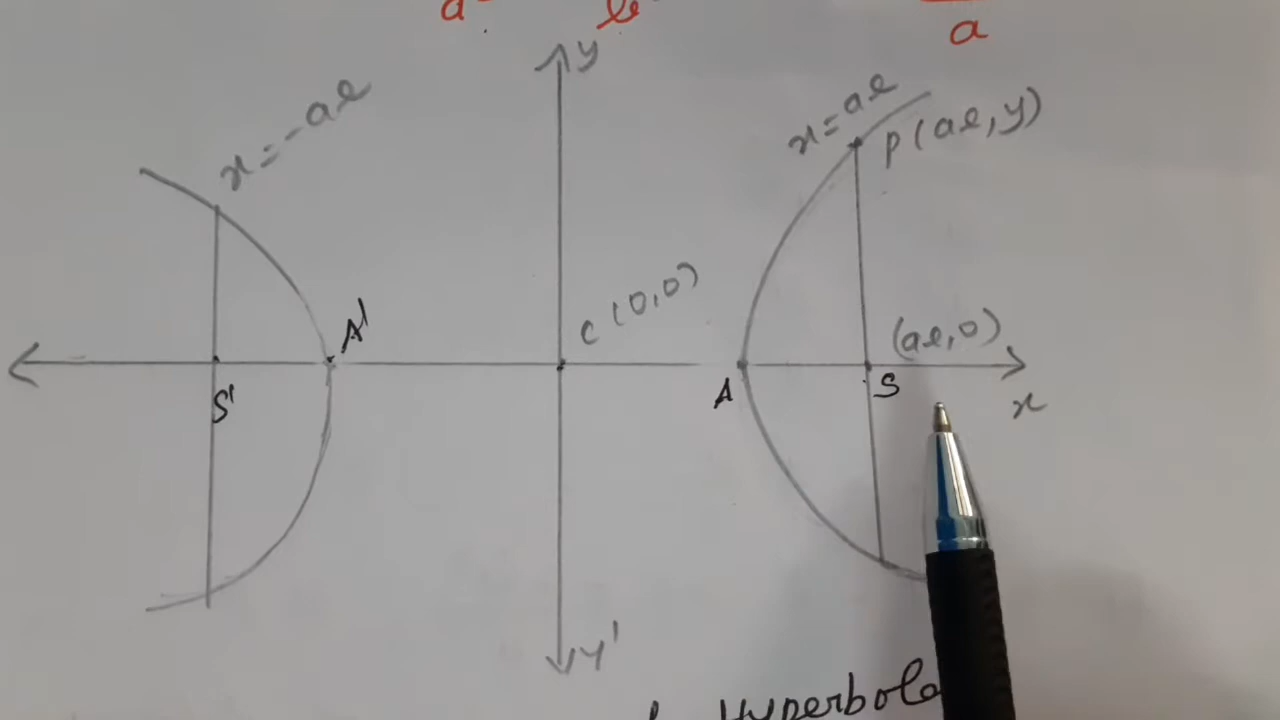 a b a
y
x = -ae
x = ae
P(ae, y)
C (0,0)
A'
(ae, 0)
S'
A
S
x
y'
Hyperbola